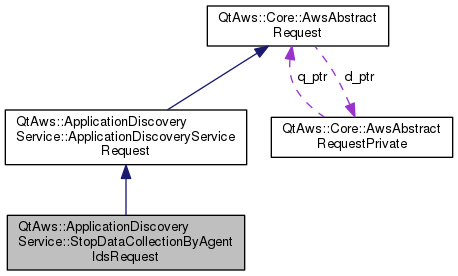 QtAws::Core::AwsAbstract
Request
q_ptr
d_ptr
QtAws::ApplicationDiscovery
Service::ApplicationDiscoveryService
Request
QtAws::Core::AwsAbstract
RequestPrivate
QtAws::ApplicationDiscovery
Service::StopDataCollectionByAgent
IdsRequest